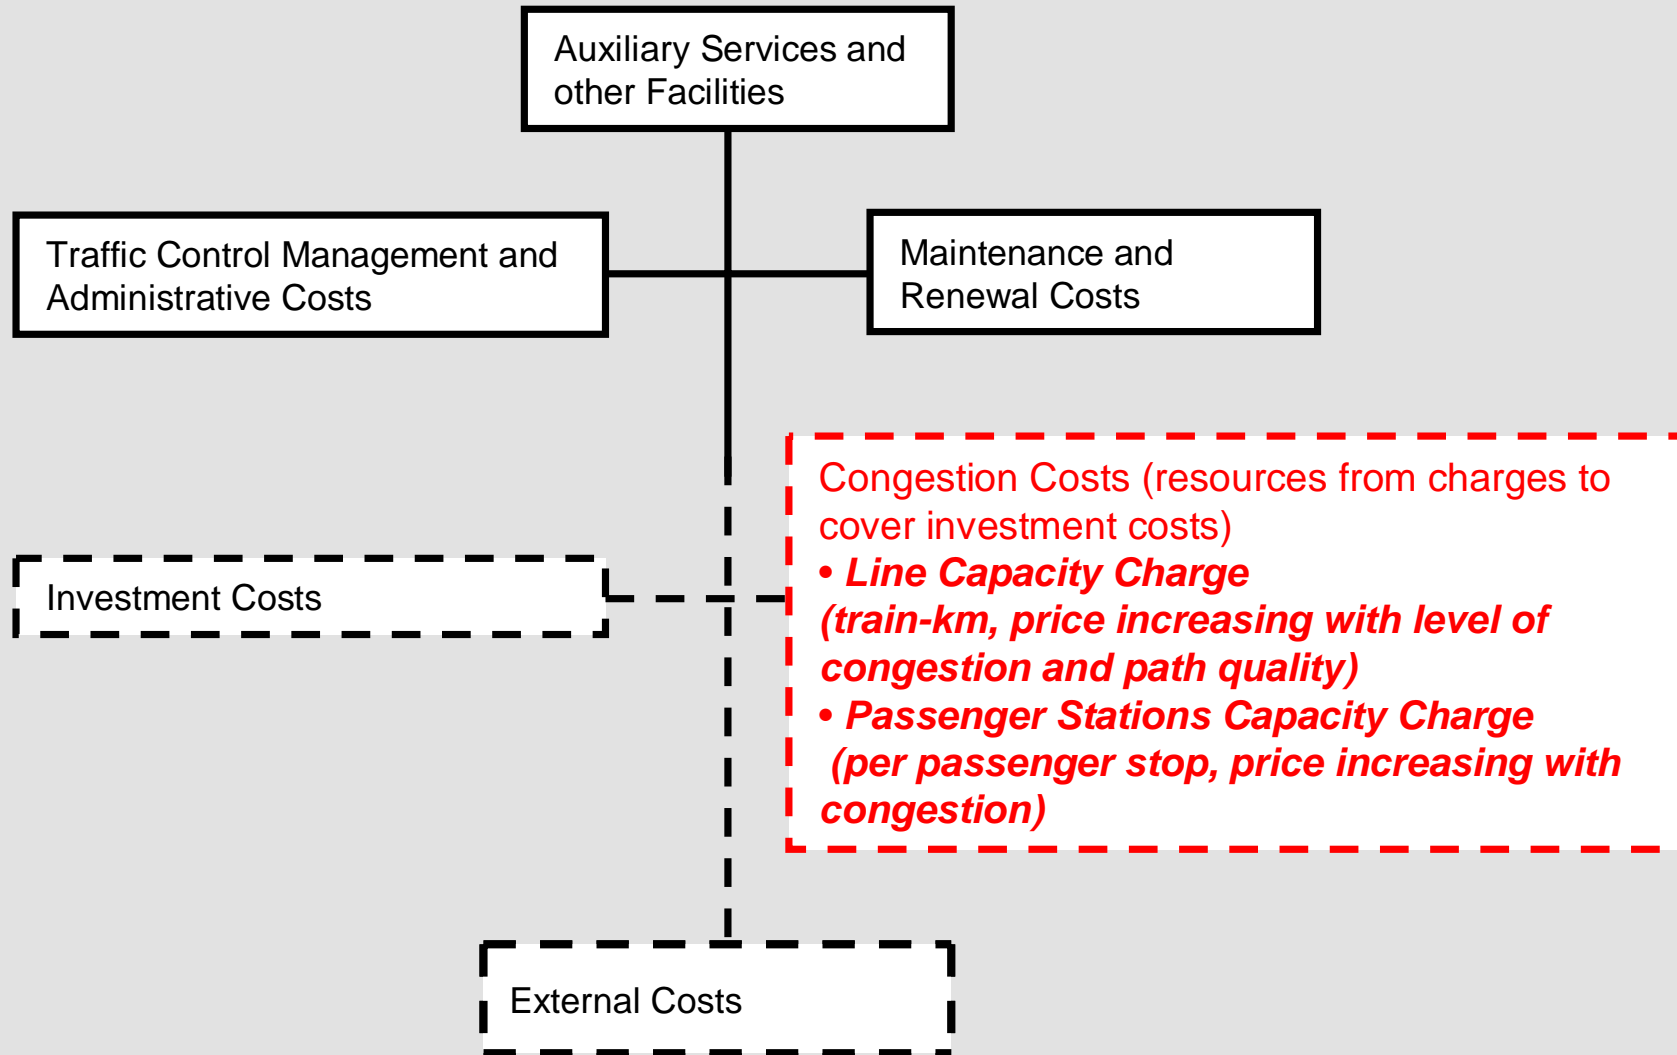 Auxiliary Services and
other Facilities
Traffic Control Management and
Administrative Costs
Maintenance and
Renewal Costs
Congestion Costs (resources from charges to
cover investment costs)
• Line Capacity Charge
(train-km, price increasing with level of
congestion and path quality)
• Passenger Stations Capacity Charge
(per passenger stop, price increasing with
congestion)
Investment Costs
External Costs